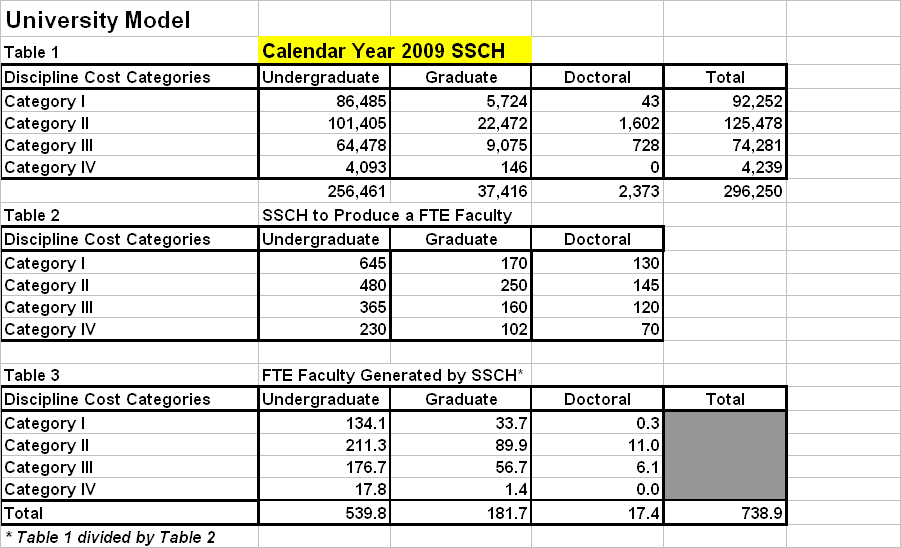 University Model
Table 1 Calendar Year 2009 SSCH
Discipline Cost Categories Undergraduate Graduate Doctoral Total
Category I 86,485 5,724 43 92,252
Category II 101,405 22,472 1,602 125,478
Category III 64,478 9,075 728 74,281
Category IV 4,093 146 0 4,239
256,461 37,416 2,373 296,250
Table 2 SSCH to Produce a FTE Faculty
Discipline Cost Categories Undergraduate Graduate Doctoral
Category I 645 170 130
Category II 480 250 145
Category III 365 160 120
Category IV 230 102 70
Table 3 FTE Faculty Generated by SSCH*
Discipline Cost Categories Undergraduate Graduate Doctoral Total
Category I 134.1 33.7 0.3
Category II 211.3 89.9 11.0
Category III 176.7 56.7 6.1
Category IV 17.8 1.4 0.0
Total 539.8 181.7 17.4 738.9
* Table 1 divided by Table 2